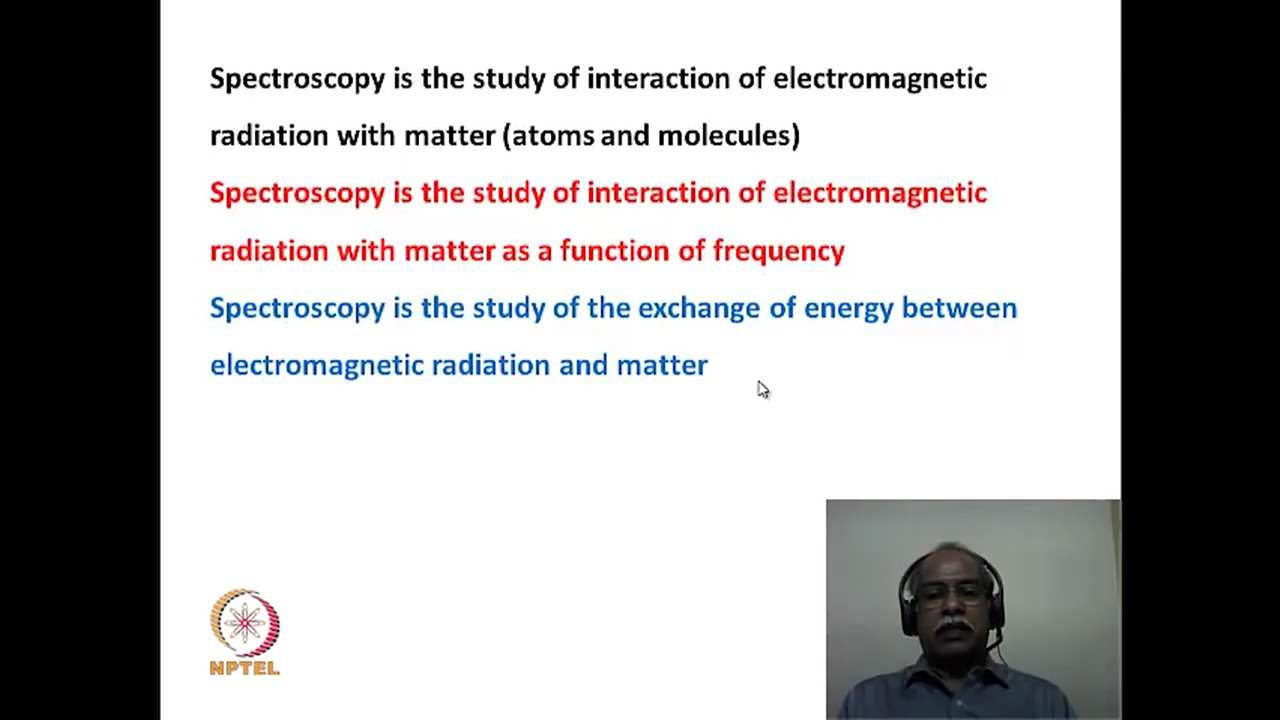 Spectroscopy is the study of interaction of electromagnetic
radiation with matter (atoms and molecules)
Spectroscopy is the study of interaction of electromagnetic
radiation with matter as a function of frequency
Spectroscopy is the study of the exchange of energy between
electromagnetic radiation and matter
NPTEL